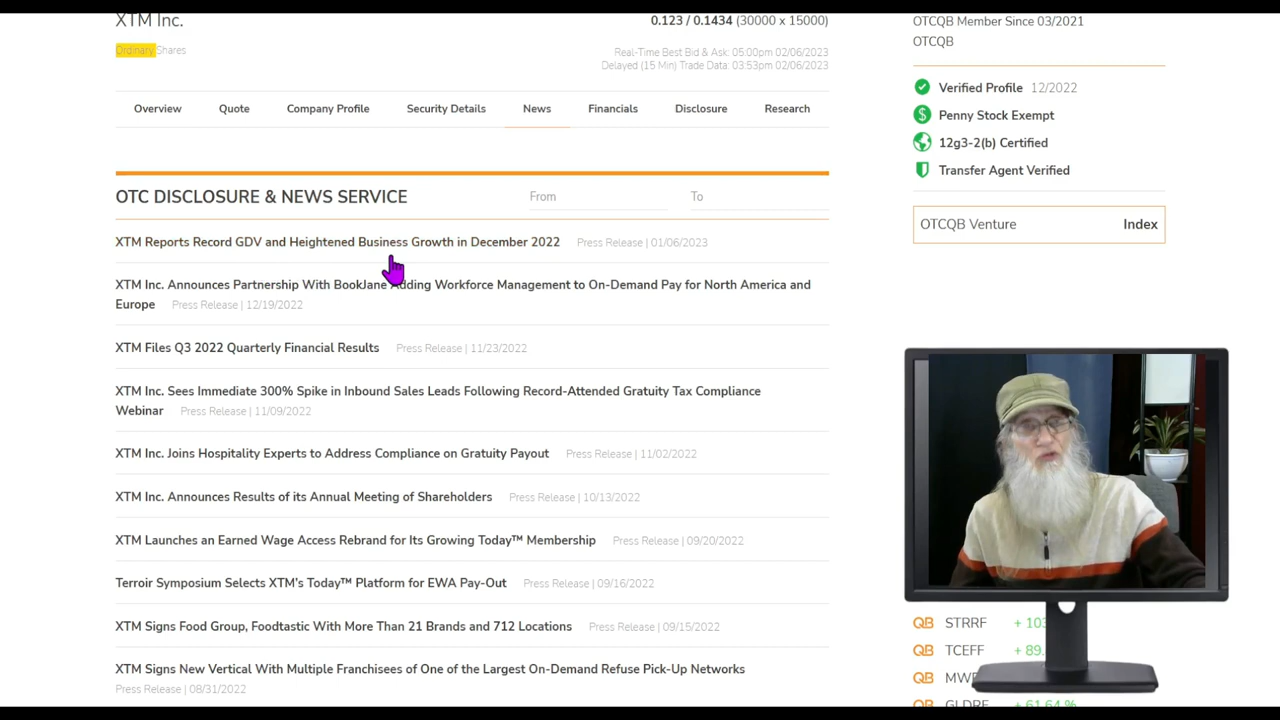 XTM Inc.
0.123 / 0.1434 (30000 x 15000)
Ordinary Shares
Real-Time Best Bid & Ask: 05:00pm 02/06/2023
Delayed (15 Min) Trade Data: 03:53pm 02/06/2023
Overview Quote Company Profile Security Details News Financials Disclosure Research
OTC DISCLOSURE & NEWS SERVICE From To
XTM Reports Record GDV and Heightened Business Growth in December 2022 Press Release | 01/06/2023
XTM Inc. Announces Partnership With BookJane Adding Workforce Management to On-Demand Pay for North America and
Europe Press Release | 12/19/2022
XTM Files Q3 2022 Quarterly Financial Results Press Release | 11/23/2022
XTM Inc. Sees Immediate 300% Spike in Inbound Sales Leads Following Record-Attended Gratuity Tax Compliance
Webinar Press Release | 11/09/2022
XTM Inc. Joins Hospitality Experts to Address Compliance on Gratuity Payout Press Release | 11/02/2022
XTM Inc. Announces Results of its Annual Meeting of Shareholders Press Release | 10/13/2022
XTM Launches an Earned Wage Access Rebrand for Its Growing Today™ Membership Press Release | 09/20/2022
Terroir Symposium Selects XTM's Today™ Platform for EWA Pay-Out Press Release | 09/16/2022
XTM Signs Food Group, Foodtastic With More Than 21 Brands and 712 Locations Press Release | 09/15/2022
XTM Signs New Vertical With Multiple Franchisees of One of the Largest On-Demand Refuse Pick-Up Networks
Press Release | 08/31/2022
OTCQB Member Since 03/2021
OTCQB
Verified Profile 12/2022
$ Penny Stock Exempt
12g3-2(b) Certified
Transfer Agent Verified
OTCQB Venture Index
QB STRRF + 103
QB TCEFF + 89.
QB
QB GLDRF + 61.64 %